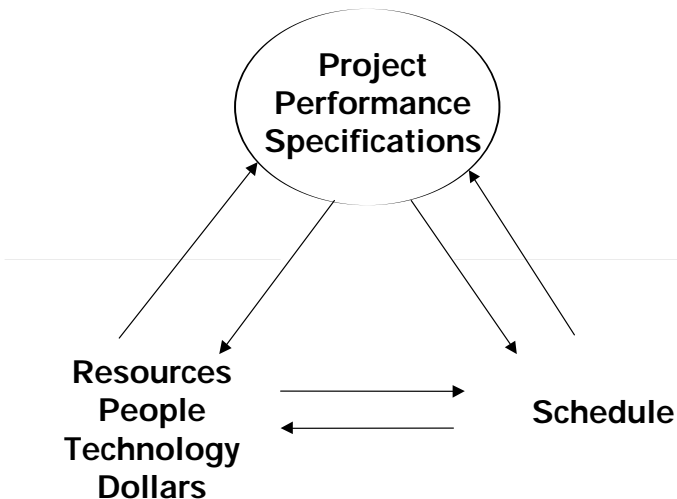 Project
Performance
Specifications
Resources
People
Technology
Dollars
Schedule